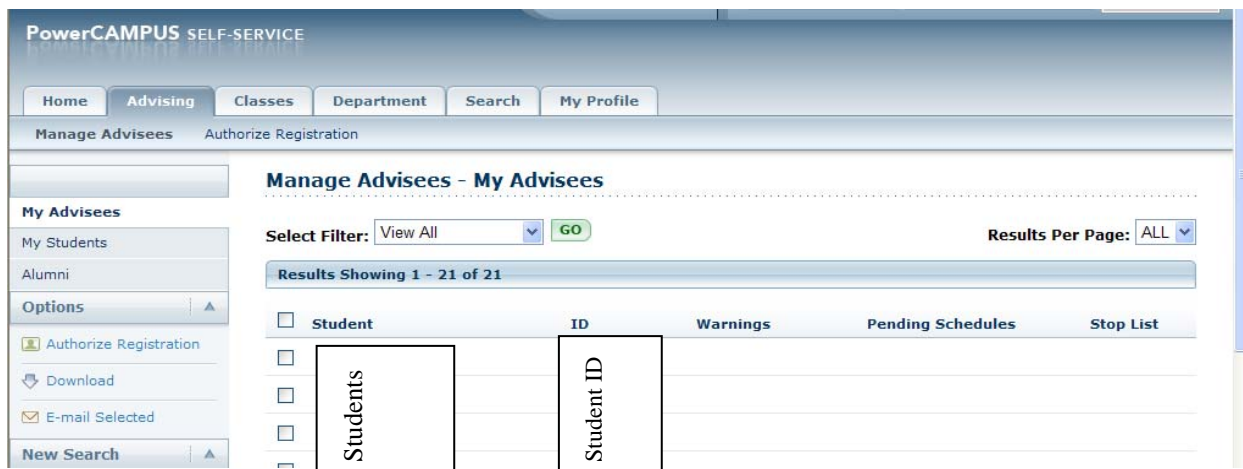 PowerCAMPUS SELF-SERVICE
Home Advising Classes Department Search My Profile
Manage Advisees Authorize Registration
Manage Advisees - My Advisees
My Advisees
My Students
Alumni
Options
Authorize Registration
Download
E-mail Selected
New Search
Select Filter: View All GO Results Per Page: ALL
Results Showing 1 - 21 of 21
Student ID Warnings Pending Schedules Stop List
Students
Student ID